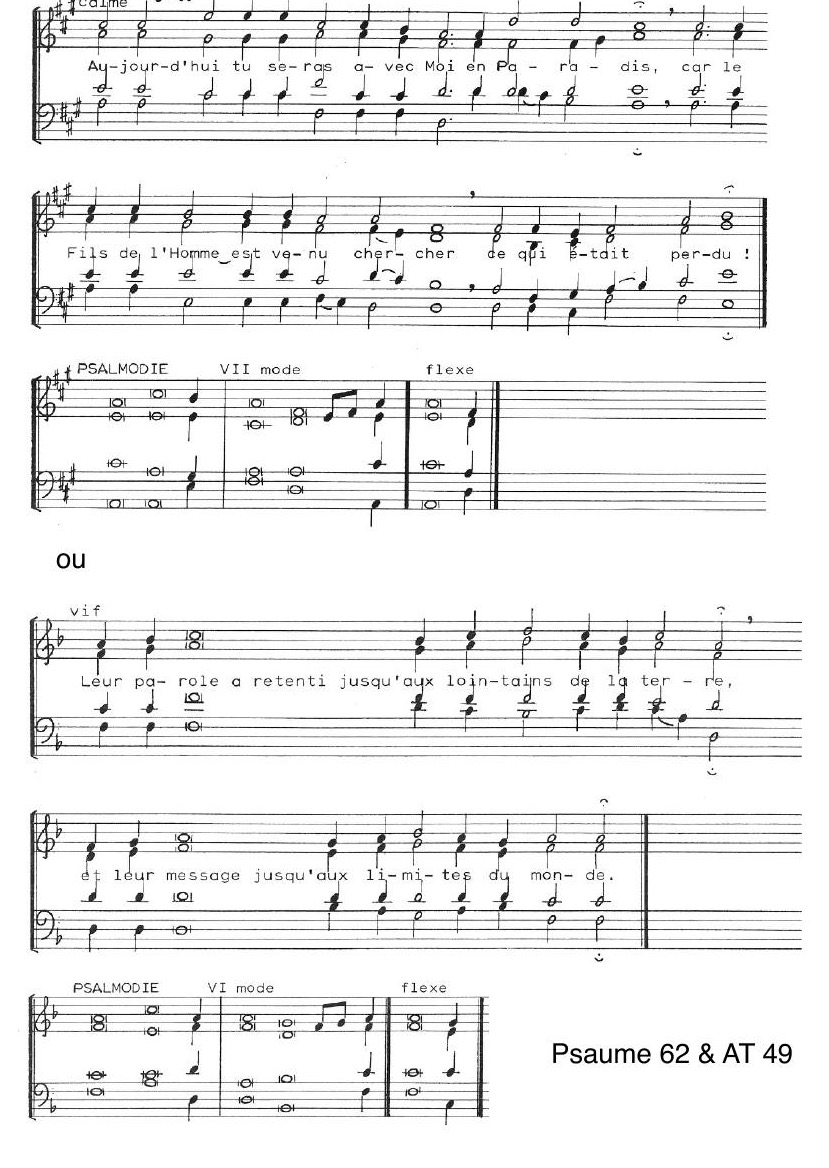 calme
Au-jour-d'hui tu se-ras a-vec Moi en Pa - ra - dis, car le
Fils de l'Homme est ve-nu cher-cher de qui é-tait per-du !
PSALMODIE VII mode flexe
ou
vif
Leur pa-role a retenti jusqu'aux loin-tains de la ter - re,
et leur message jusqu'aux li-mi-tes du mon-de.
PSALMODIE VI mode flexe
Psaume 62 & AT 49